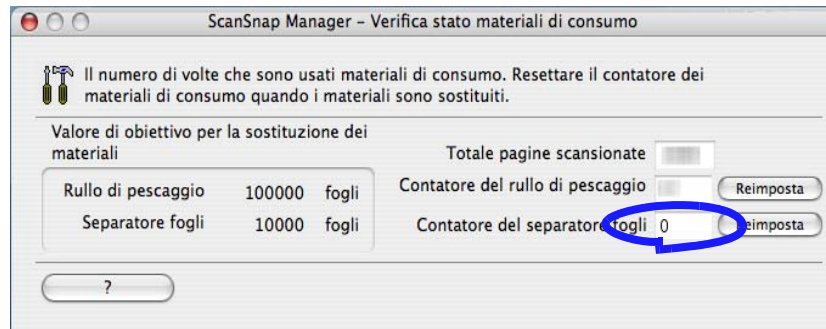 ScanSnap Manager – Verifica stato materiali di consumo
Il numero di volte che sono usati materiali di consumo. Resettare il contatore dei
materiali di consumo quando i materiali sono sostituiti.
Valore di obiettivo per la sostituzione dei
materiali
Rullo di pescaggio 100000 fogli
Separatore fogli 10000 fogli
Totale pagine scansionate
Contatore del rullo di pescaggio Reimposta
Contatore del separatore fogli 0 Reimposta
?